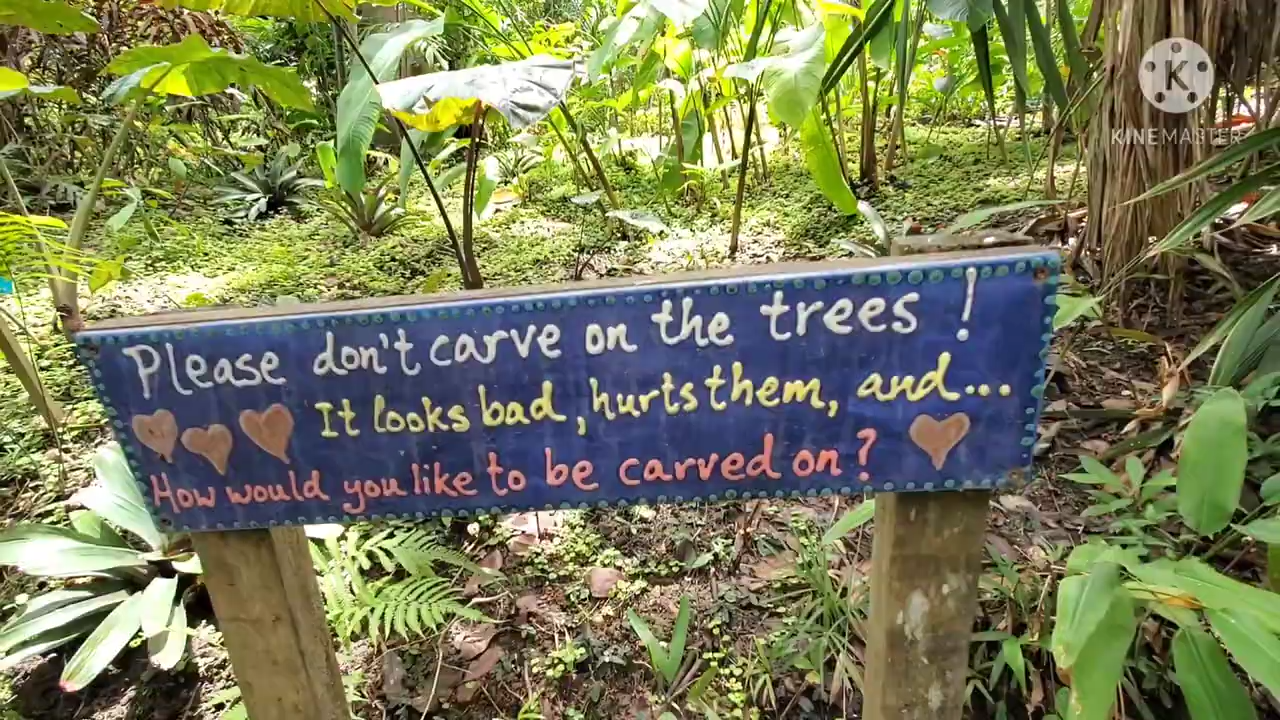 K
KINEMASTER
Please don't carve on the trees!
It looks bad, hurts them, and...
How would you like to be carved on?